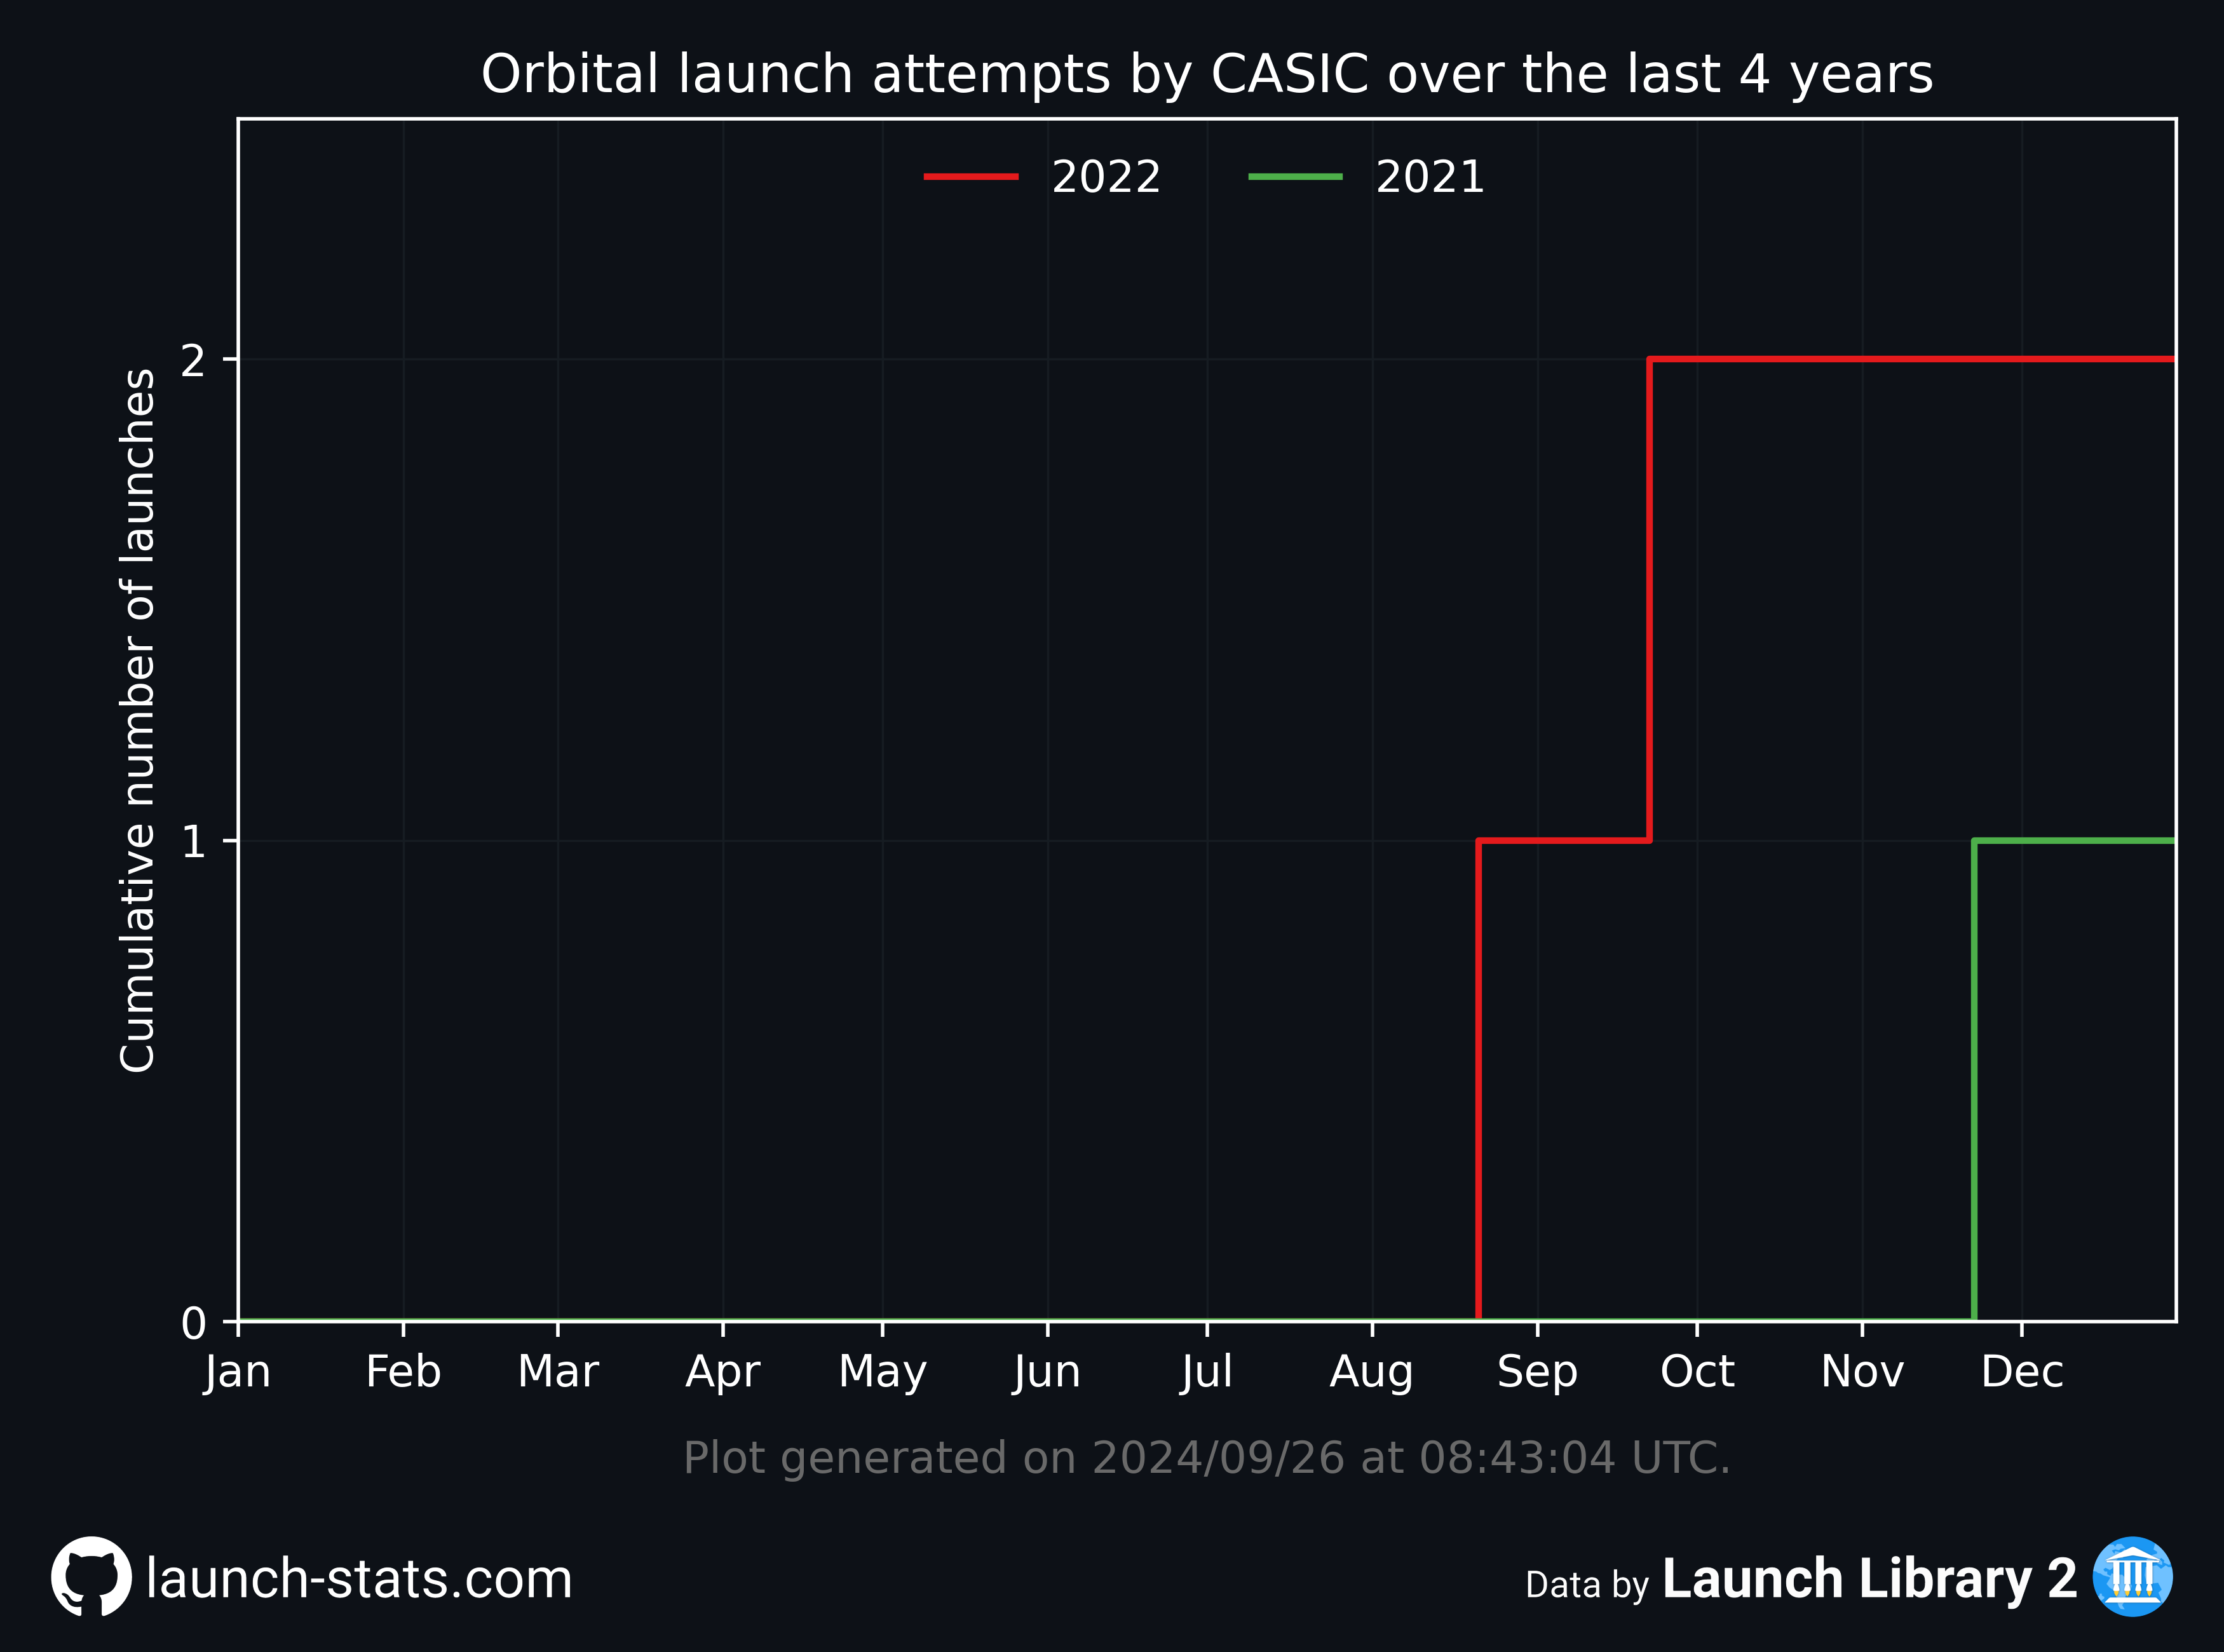 Orbital launch attempts by CASIC over the last 4 years
2022
2021
Cumulative number of launches
2
1
0
Jan Feb Mar Apr May Jun Jul Aug Sep Oct Nov Dec
Plot generated on 2024/09/26 at 08:43:04 UTC.
launch-stats.com
Data by Launch Library 2